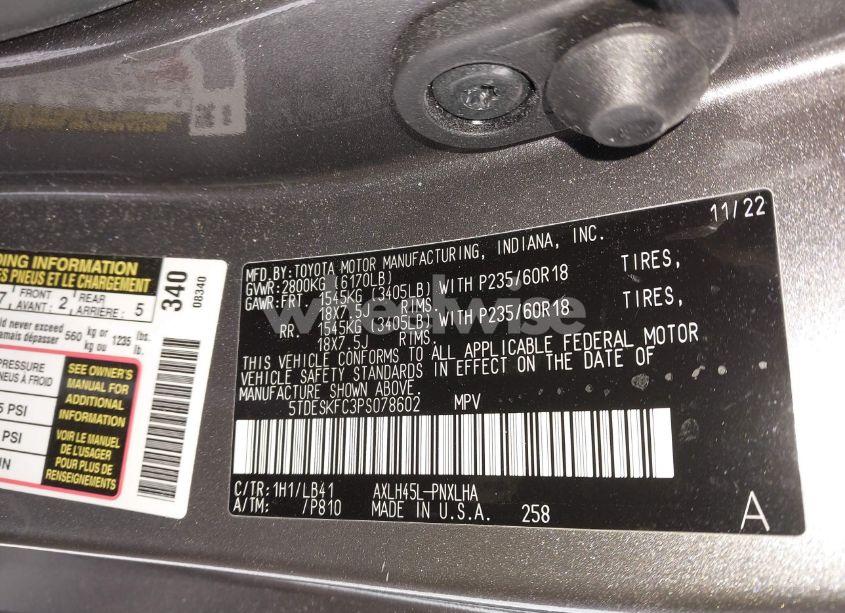 DING INFORMATION
ES PNEUS ET LE CHARGEMENT
7 FRONT AVANT: 2 REAR ARRIÈRE: 5
ld never exceed 560 kg or 1235 lbs.
amais dépasser kg ou lb.
340
08340
PRESSURE
NEUS À FROID
5 PSI
PSI
UN
SEE OWNER'S
MANUAL FOR
ADDITIONAL
INFORMATION
VOIR LE MANUEL
DE L'USAGER
POUR PLUS DE
RENSEIGNEMENTS
11/22
MFD.BY:TOYOTA MOTOR MANUFACTURING, INDIANA, INC.
GVWR:2800KG (6170LB)
GAWR:FRT. 1545KG (3405LB) WITH P235/60R18 TIRES,
18X7.5J RIMS
RR. 1545KG (3405LB) WITH P235/60R18 TIRES,
18X7.5J RIMS
THIS VEHICLE CONFORMS TO ALL APPLICABLE FEDERAL MOTOR
VEHICLE SAFETY STANDARDS IN EFFECT ON THE DATE OF
MANUFACTURE SHOWN ABOVE.
5TDESKFC3PS078602 MPV
C/TR:1H1/LB41 AXLH45L-PNXLHA
A/TM: /P810 MADE IN U.S.A. 258
A
wheelwise